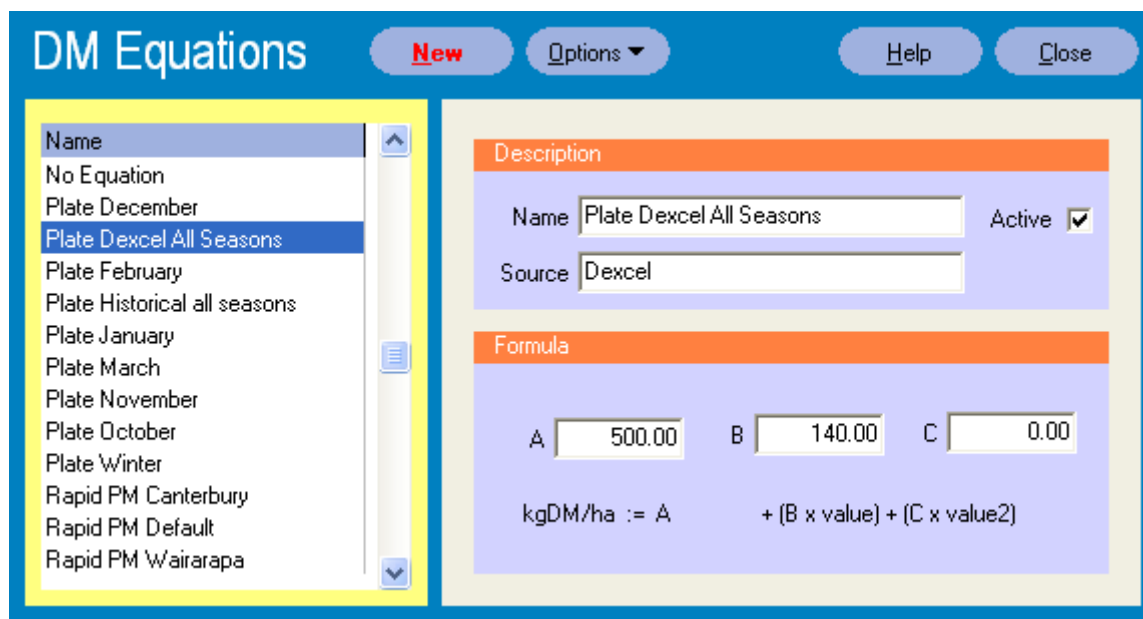 DM Equations New Options Help Close
Name
No Equation
Plate December
Plate Dexcel All Seasons
Plate February
Plate Historical all seasons
Plate January
Plate March
Plate November
Plate October
Plate Winter
Rapid PM Canterbury
Rapid PM Default
Rapid PM Wairarapa
Description
Name Plate Dexcel All Seasons Active
Source Dexcel
Formula
A 500.00 B 140.00 C 0.00
kgDM/ha := A + (B x value) + (C x value2)